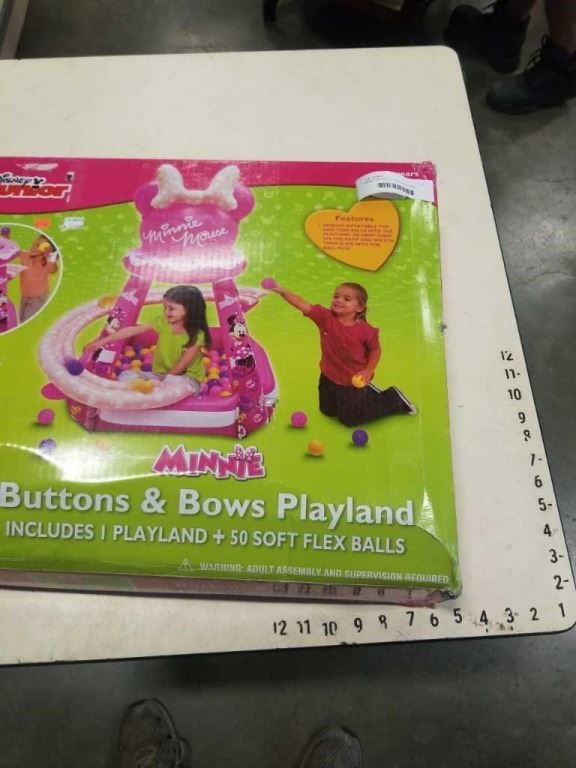 Disney
JUNIOR
Minnie
Mouse
Features
MINNIE
Buttons & Bows Playland
INCLUDES 1 PLAYLAND + 50 SOFT FLEX BALLS
WARNING: ADULT ASSEMBLY AND SUPERVISION REQUIRED
12
11
10
9
8
7
6
5
4
3
2
12 11 10 9 8 7 6 5 4 3 2 1